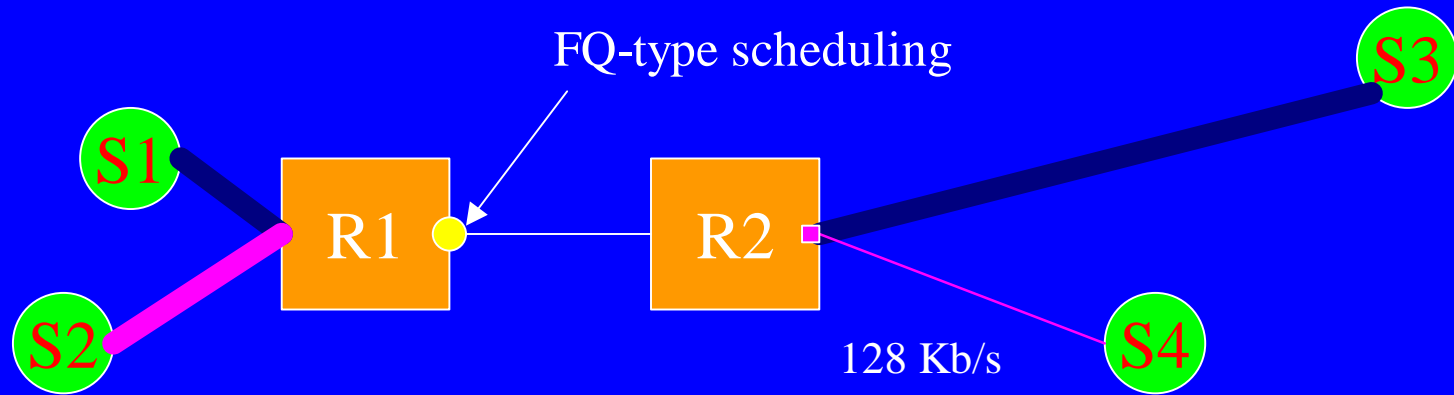 FQ-type scheduling
S3
S1
R1
R2
S2
128 Kb/s
S4